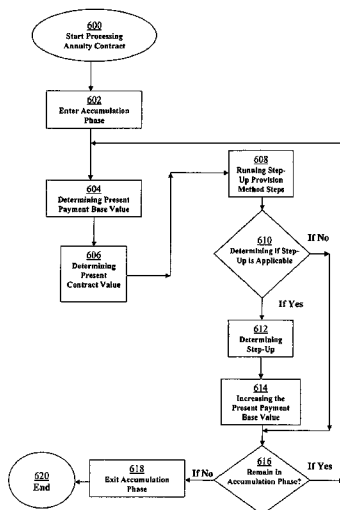 600
Start Processing
Annuity Contract
602
Enter Accumulation
Phase
604
Determining Present
Payment Base Value
606
Determining
Present
Contract Value
608
Running Step-
Up Provision
Method Steps
610
Determining if Step-
Up is Applicable
If No
If Yes
612
Determining
Step-Up
614
Increasing the
Present Payment
Base Value
616
Remain in
Accumulation Phase?
If Yes
If No
618
Exit Accumulation
Phase
620
End